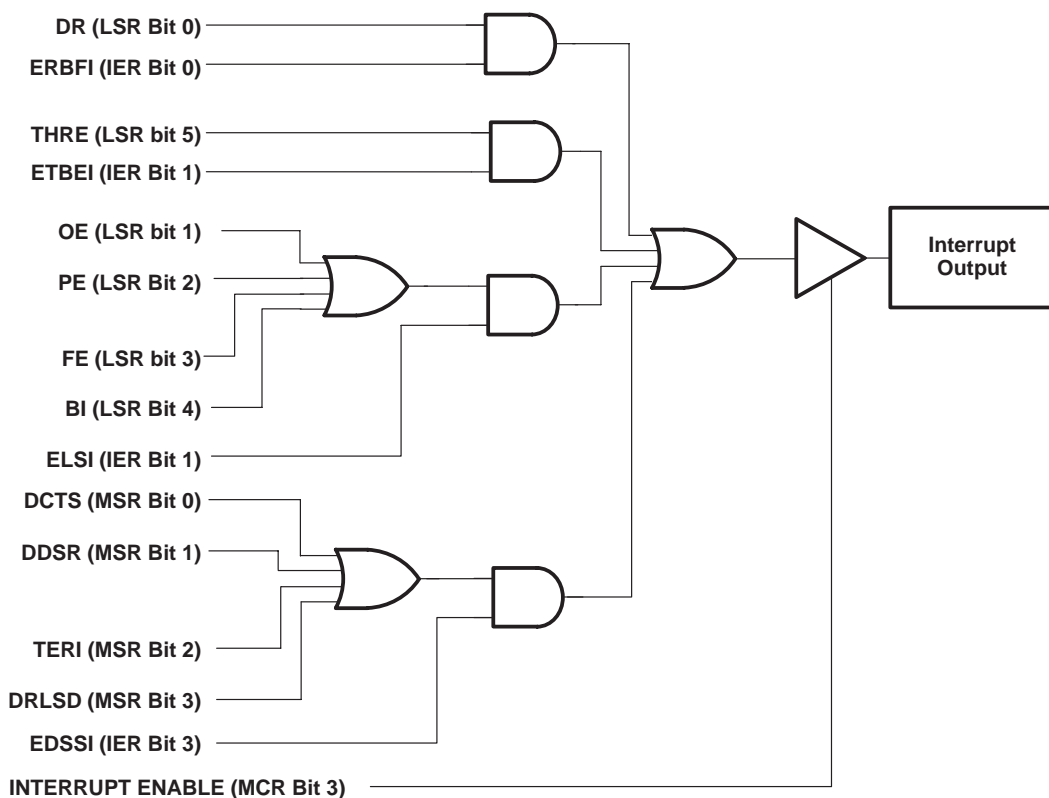 DR (LSR Bit 0)
ERBFI (IER Bit 0)
THRE (LSR bit 5)
ETBEI (IER Bit 1)
OE (LSR bit 1)
PE (LSR Bit 2)
FE (LSR bit 3)
BI (LSR Bit 4)
ELSI (IER Bit 1)
DCTS (MSR Bit 0)
DDSR (MSR Bit 1)
TERI (MSR Bit 2)
DRLSD (MSR Bit 3)
EDSSI (IER Bit 3)
INTERRUPT ENABLE (MCR Bit 3)
Interrupt
Output